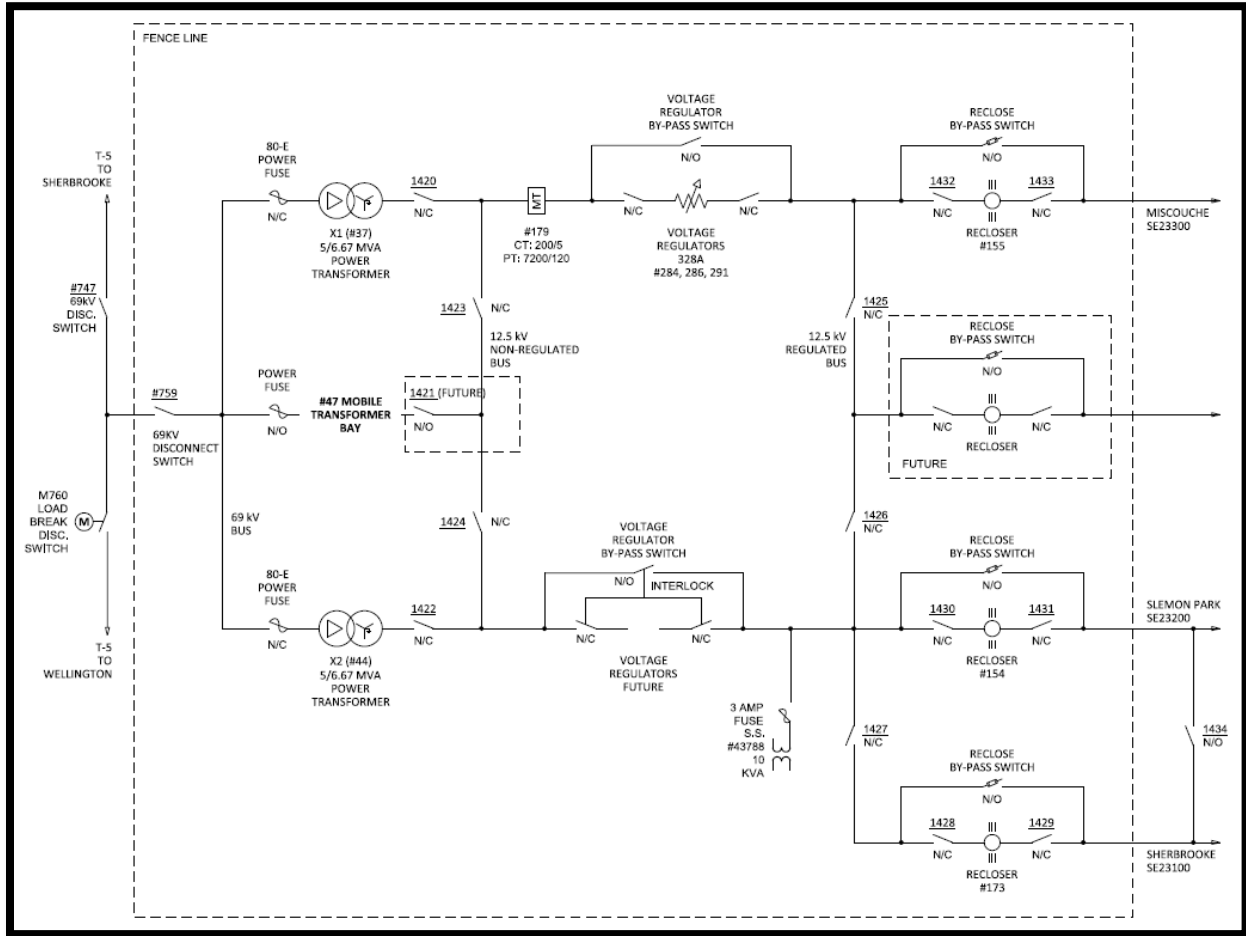 FENCE LINE
T-5
TO
SHERBROOKE
#747
69kV
DISC.
SWITCH
#759
69KV
DISCONNECT
SWITCH
M760
LOAD
BREAK
DISC.
SWITCH
M
T-5
TO
WELLINGTON
69 kV
BUS
80-E
POWER
FUSE
N/C
X1 (#37)
5/6.67 MVA
POWER
TRANSFORMER
1420
N/C
MT
#179
CT: 200/5
PT: 7200/120
VOLTAGE
REGULATOR
BY-PASS SWITCH
N/O
N/C
N/C
VOLTAGE
REGULATORS
328A
#284, 286, 291
RECLOSE
BY-PASS SWITCH
N/O
1432
N/C
1433
N/C
RECLOSER
#155
MISCOUCHE
SE23300
1423
N/C
12.5 kV
NON-REGULATED
BUS
1425
N/C
12.5 kV
REGULATED
BUS
POWER
FUSE
N/O
#47 MOBILE
TRANSFORMER
BAY
1421 (FUTURE)
N/O
RECLOSE
BY-PASS SWITCH
N/O
N/C
N/C
RECLOSER
FUTURE
1424
N/C
1426
N/C
80-E
POWER
FUSE
N/C
X2 (#44)
5/6.67 MVA
POWER
TRANSFORMER
1422
N/C
VOLTAGE
REGULATOR
BY-PASS SWITCH
N/O
INTERLOCK
N/C
N/C
VOLTAGE
REGULATORS
FUTURE
3 AMP
FUSE
S.S.
#43788
10
KVA
RECLOSE
BY-PASS SWITCH
N/O
1430
N/C
1431
N/C
RECLOSER
#154
SLEMON PARK
SE23200
1427
N/C
1434
N/O
RECLOSE
BY-PASS SWITCH
N/O
1428
N/C
1429
N/C
RECLOSER
#173
SHERBROOKE
SE23100